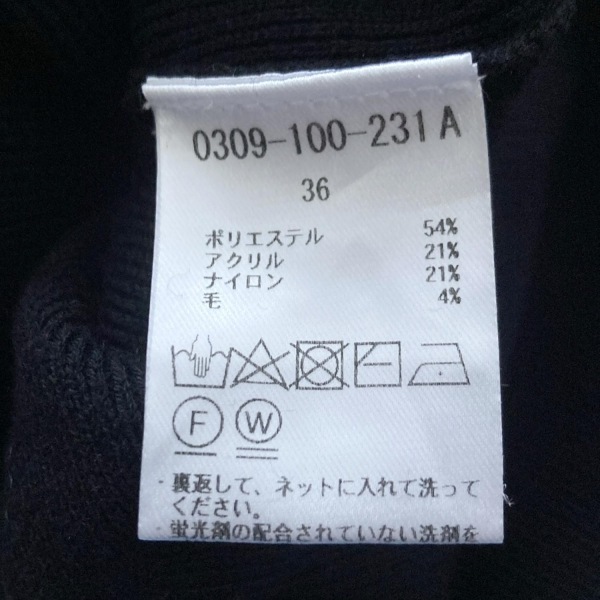 0309-100-231A
36
ポリエステル 54%
アクリル 21%
ナイロン 21%
毛 4%
F W
・裏返して、ネットに入れて洗って
ください。
・蛍光剤の配合されていない洗剤を